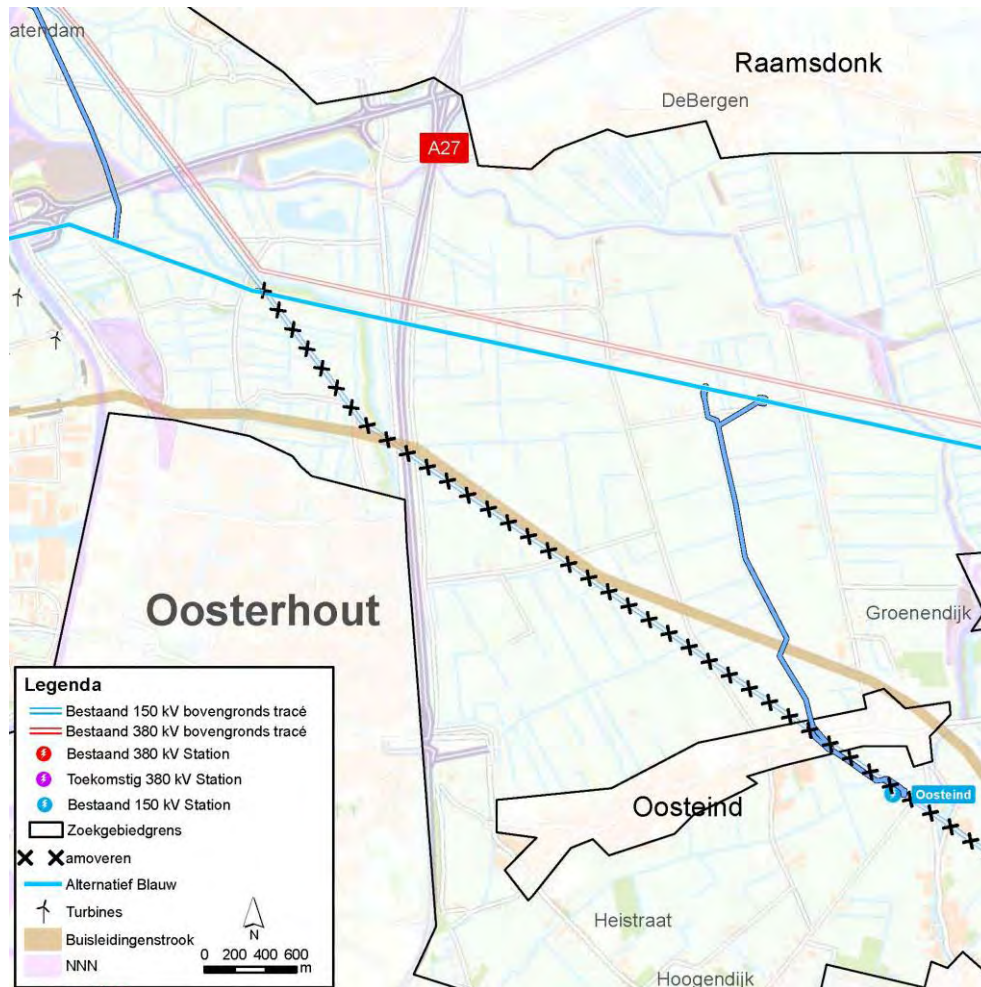 aterdam
Raamsdonk
DeBergen
A27
Oosterhout
Groenendijk
Oosteind
Oosteind
Heistraat
Hoogendijk
Legenda
Bestaand 150 kV bovengronds tracé
Bestaand 380 kV bovengronds tracé
Bestaand 380 kV Station
Toekomstig 380 kV Station
Bestaand 150 kV Station
Zoekgebiedgrens
amoveren
Alternatief Blauw
Turbines
Buisleidingenstrook
NNN
N
0 200 400 600
m